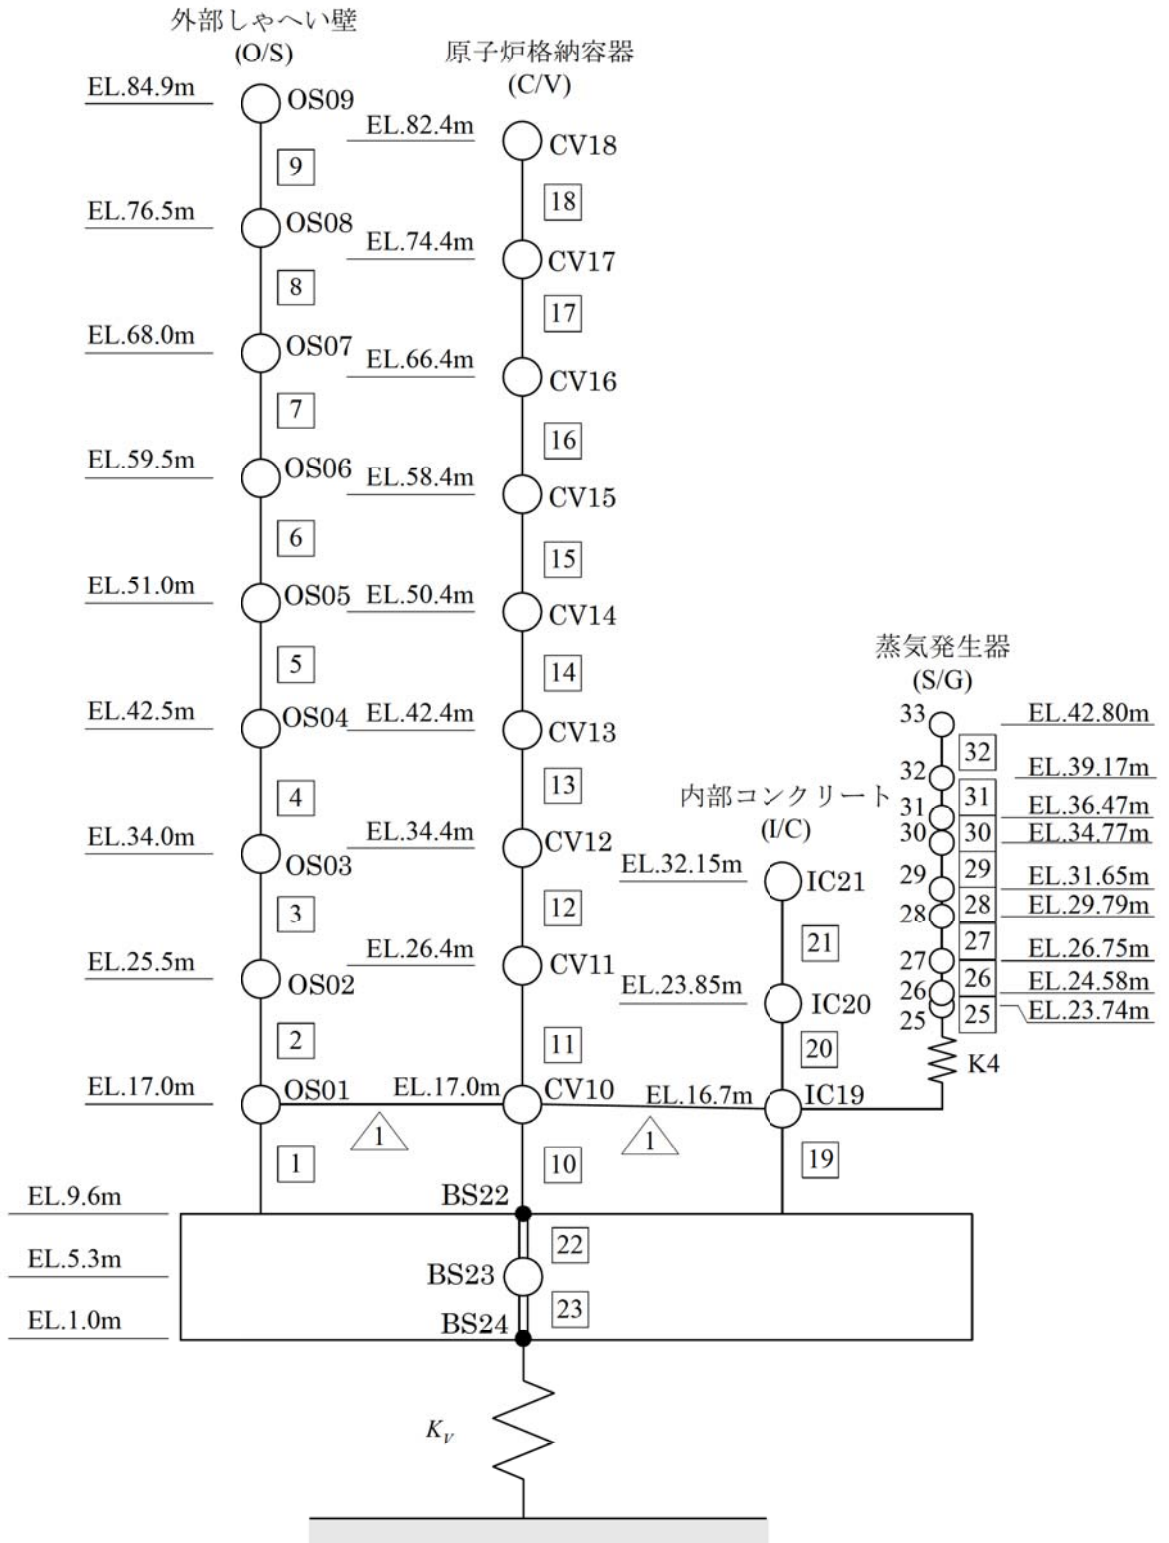 外部しゃへい壁
(O/S)
原子炉格納容器
(C/V)
EL.84.9m
OS09
EL.82.4m
CV18
9
18
EL.76.5m
OS08
EL.74.4m
CV17
8
17
EL.68.0m
OS07
EL.66.4m
CV16
7
16
EL.59.5m
OS06
EL.58.4m
CV15
6
15
EL.51.0m
OS05
EL.50.4m
CV14
5
14
蒸気発生器
(S/G)
EL.42.5m
OS04
EL.42.4m
CV13
33
EL.42.80m
32
32
EL.39.17m
4
13
内部コンクリート
(I/C)
31
31
EL.36.47m
30
30
EL.34.77m
EL.34.0m
OS03
EL.34.4m
CV12
EL.32.15m
IC21
29
29
EL.31.65m
28
28
EL.29.79m
3
12
21
27
27
EL.26.75m
EL.25.5m
OS02
EL.26.4m
CV11
EL.23.85m
IC20
26
26
EL.24.58m
25
25
EL.23.74m
2
11
20
K4
EL.17.0m
OS01
EL.17.0m
CV10
EL.16.7m
IC19
1
1
1
10
19
EL.9.6m
BS22
22
EL.5.3m
BS23
23
EL.1.0m
BS24
KV